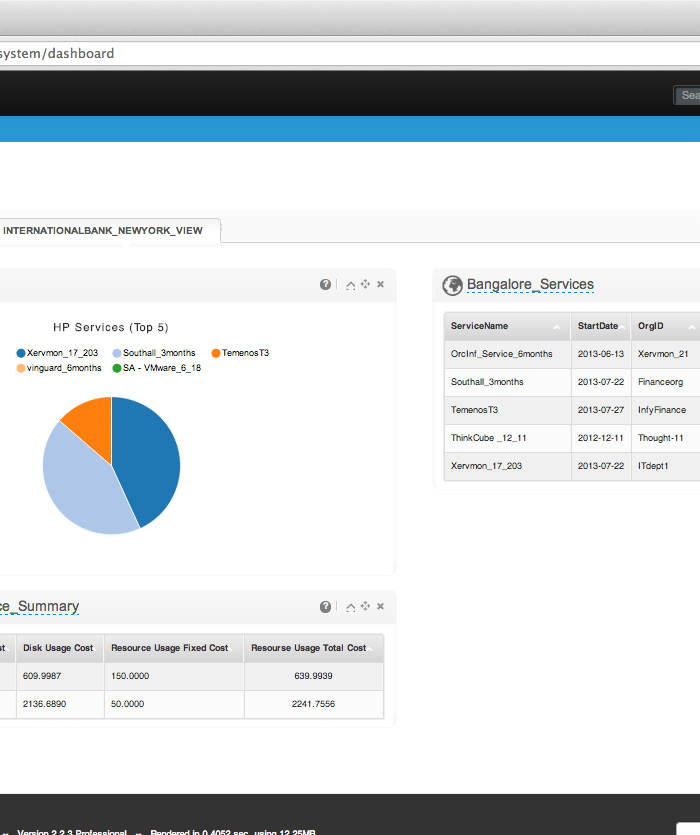 system/dashboard
INTERNATIONALBANK_NEWYORK_VIEW
HP Services (Top 5)
Xervmon_17_203 Southall_3months TemenosT3
vinguard_6months SA - VMware_6_18
Bangalore_Services
ServiceName StartDate OrgID
OrcInf_Service_6months 2013-06-13 Xervmon_21
Southall_3months 2013-07-22 Financeorg
TemenosT3 2013-07-27 InfyFinance
ThinkCube _12_11 2012-12-11 Thought-11
Xervmon_17_203 2013-07-22 ITdept1
ce_Summary
st Disk Usage Cost Resource Usage Fixed Cost Resourse Usage Total Cost
609.9987 150.0000 639.9939
2136.6890 50.0000 2241.7556
Version 2.2.3 Professional -- Rendered in 0.4052 sec. using 12.25MB